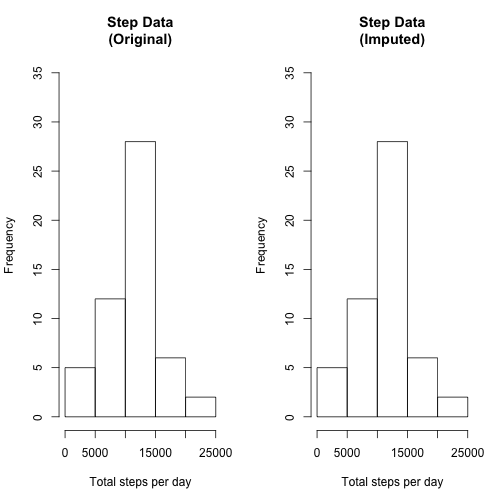 Step Data
(Original)
Frequency
35
30
25
20
15
10
5
0
0 5000 15000 25000
Total steps per day
Step Data
(Imputed)
Frequency
35
30
25
20
15
10
5
0
0 5000 15000 25000
Total steps per day